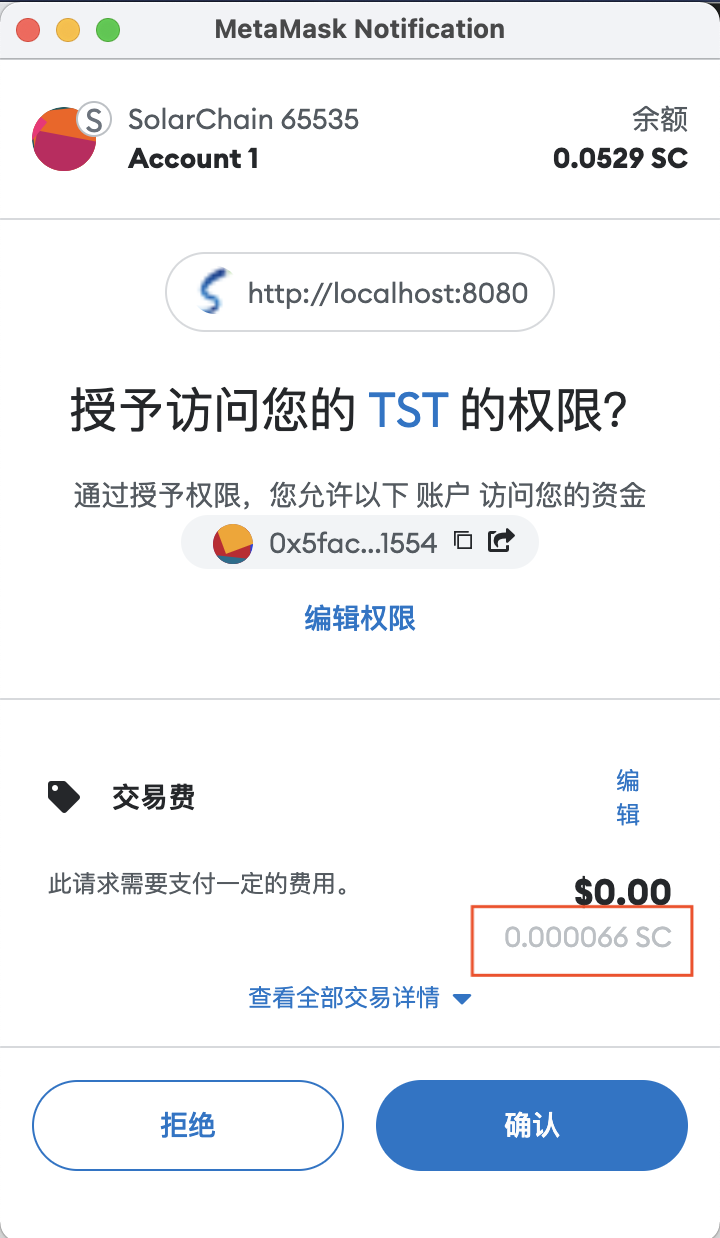 MetaMask Notification
S
SolarChain 65535
余额
Account 1
0.0529 SC
http://localhost:8080
授予访问您的 TST 的权限?
通过授予权限，您允许以下 账户 访问您的资金
0x5fac...1554
编辑权限
交易费
编
辑
此请求需要支付一定的费用。
$0.00
0.000066 SC
查看全部交易详情
拒绝
确认